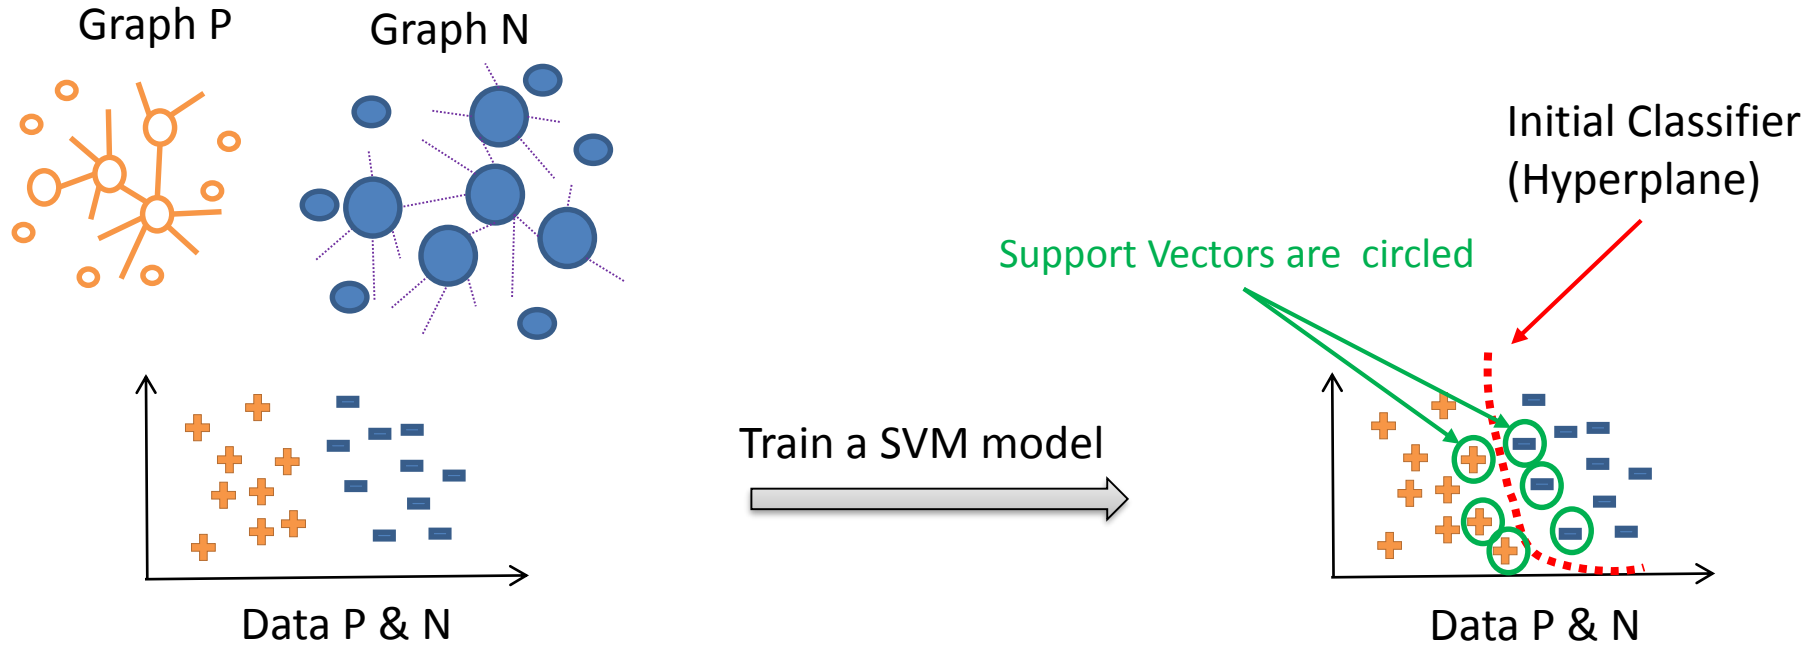 Graph P
Graph N
Initial Classifier
(Hyperplane)
Support Vectors are  circled
Train a SVM model
Data P & N
Data P & N